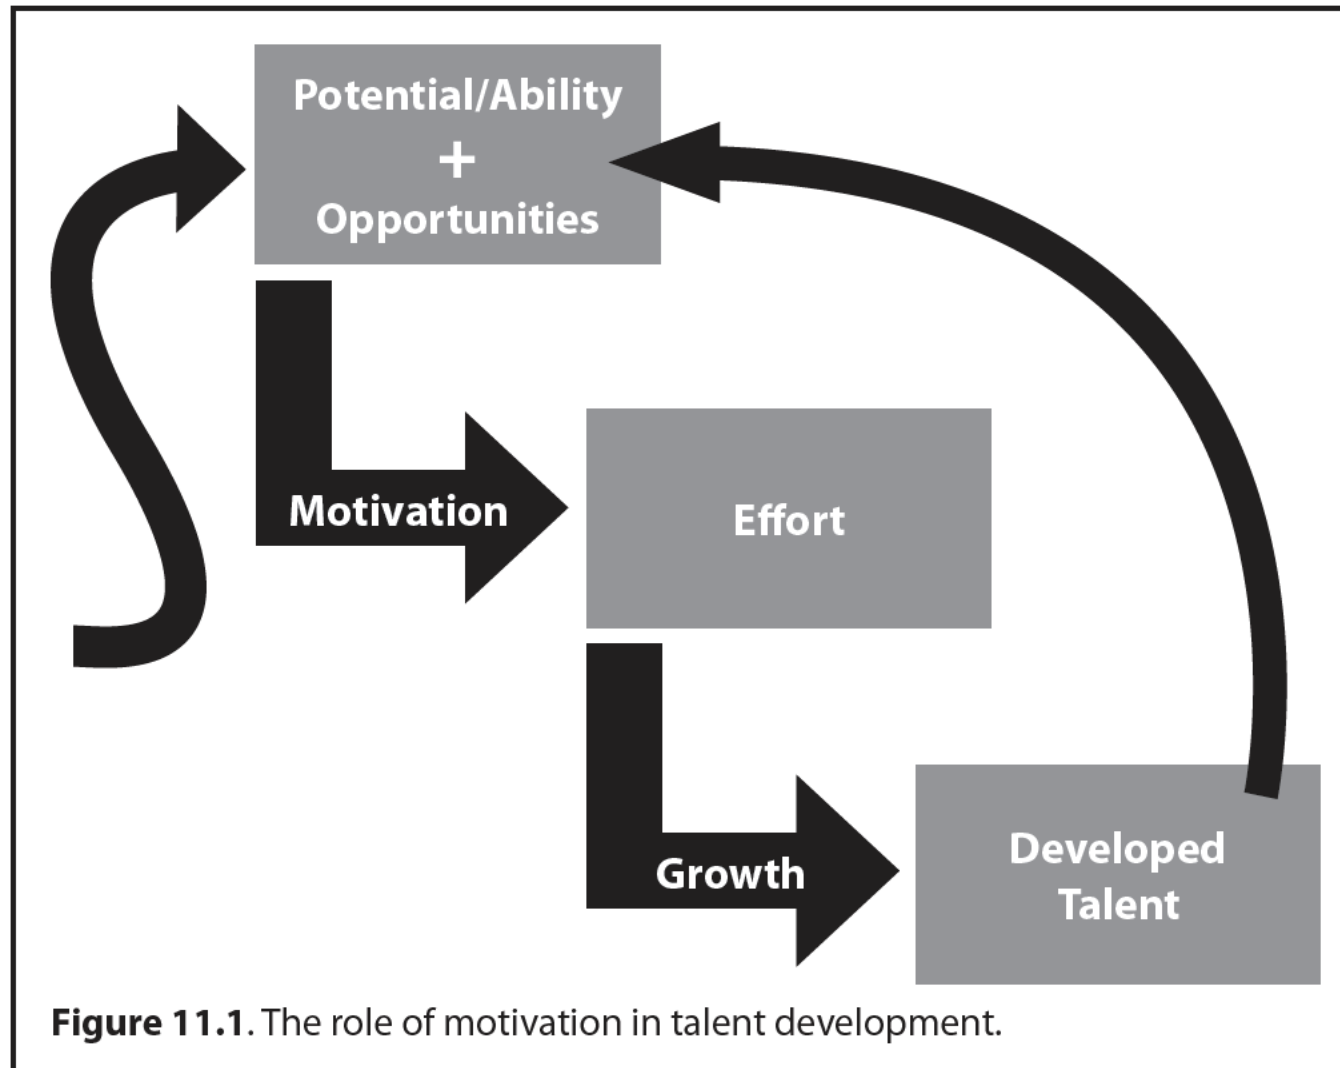 Potential/Ability
+
Opportunities
Motivation
Effort
Growth
Developed
Talent
Figure 11.1. The role of motivation in talent development.